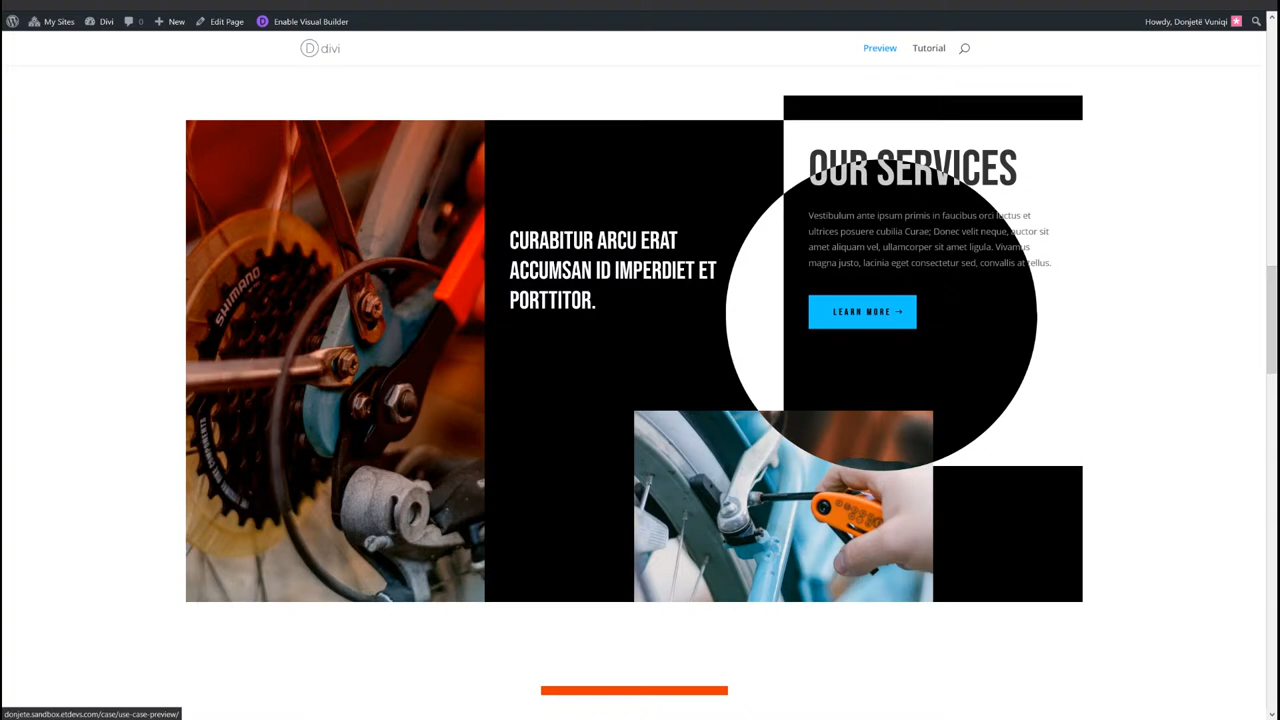 My Sites
Divi
0
New
Edit Page
Enable Visual Builder
Howdy, Donjetë Vuniqi
D divi
Preview
Tutorial
SHIMANO
CURABITUR ARCU ERAT
ACCUMSAN ID IMPERDIET ET
PORTTITOR.
OUR SERVICES
Vestibulum ante ipsum primis in faucibus orci luctus et
ultrices posuere cubilia Curae; Donec velit neque, auctor sit
amet aliquam vel, ullamcorper sit amet ligula. Vivamus
magna justo, lacinia eget consectetur sed, convallis at tellus.
LEARN MORE →
donjete.sandbox.etdevs.com/case/use-case-preview/